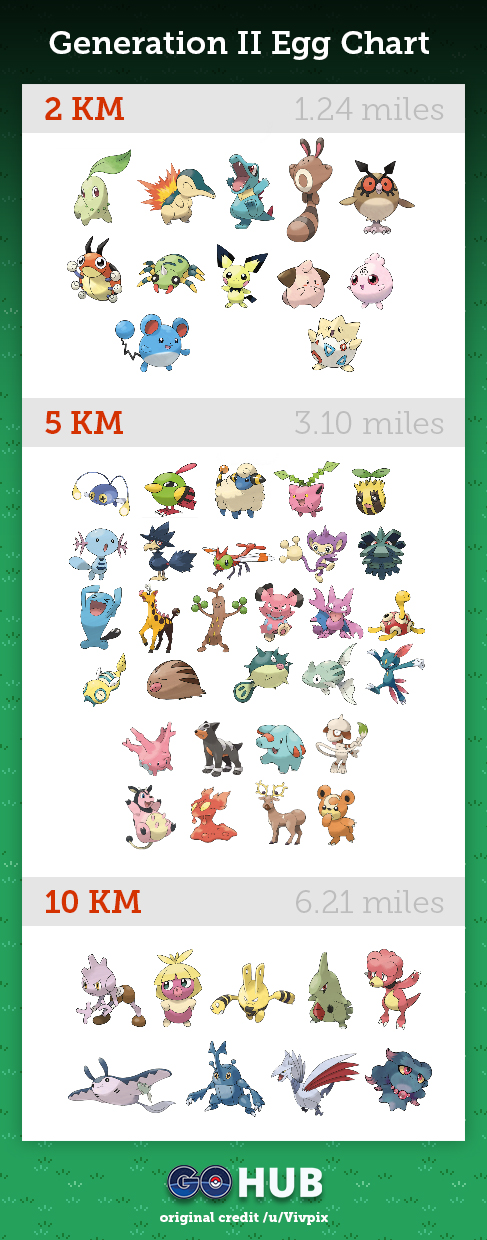 Generation II Egg Chart
2 KM 1.24 miles
5 KM 3.10 miles
10 KM 6.21 miles
GO HUB
original credit /u/Vivpix